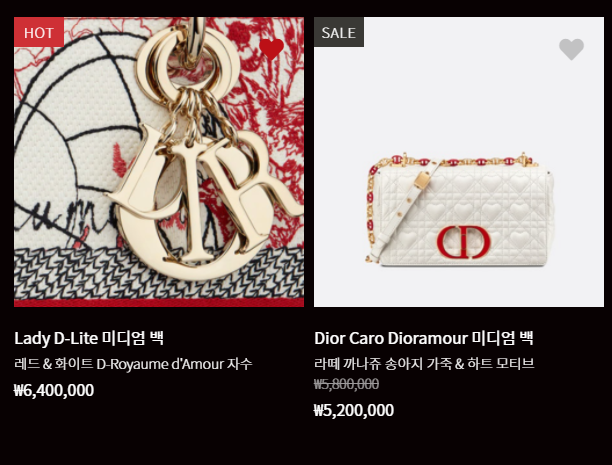 HOT
SALE
Lady D-Lite 미디엄 백
레드 & 화이트 D-Royaume d'Amour 자수
₩6,400,000
Dior Caro Dioramour 미디엄 백
라떼 까나쥬 송아지 가죽 & 하트 모티브
₩5,800,000
₩5,200,000